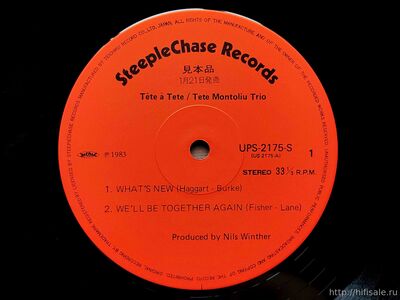 SteepleChase Records
見本品
1月21日発売
Tête à Tete / Tete Montoliu Trio
℗ 1983
UPS-2175-S
(US 2175 A)
STEREO 33⅓ R.P.M.
1
1. WHAT'S NEW (Haggart - Burke)
2. WE'LL BE TOGETHER AGAIN (Fisher - Lane)
Produced by Nils Winther
http://hifisale.ru